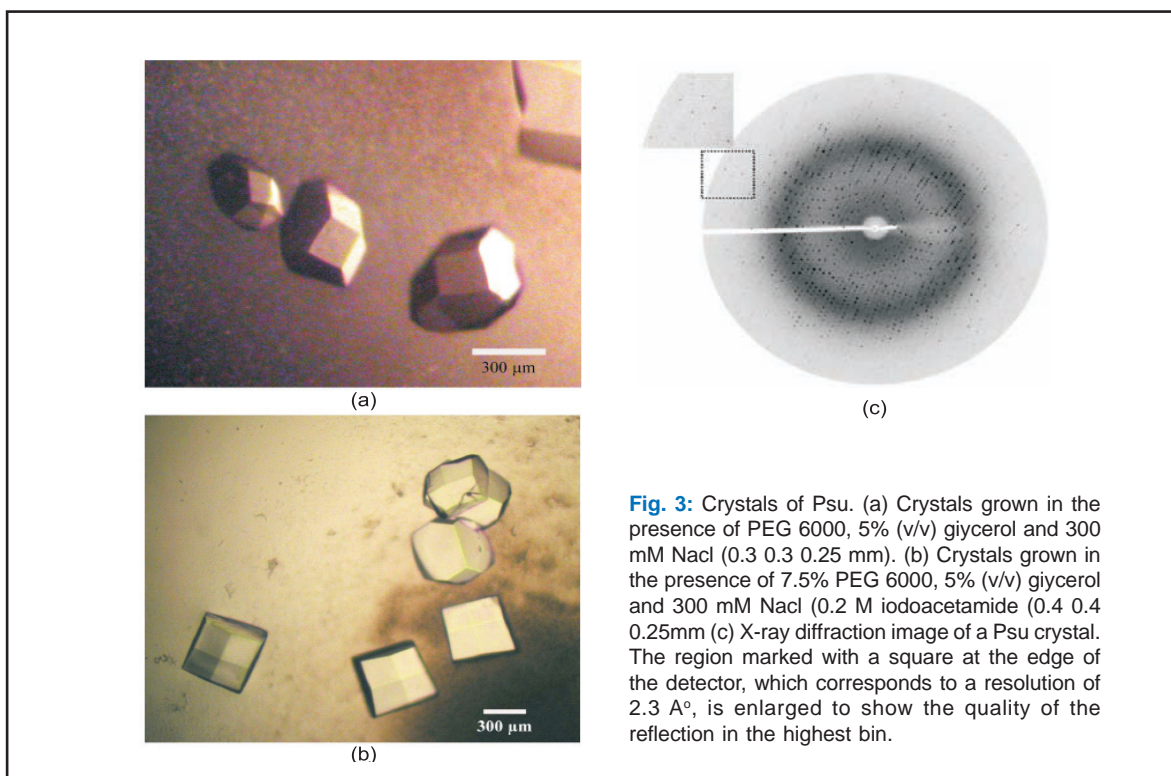 300 µm
(a)
300 µm
(b)
(c)
Fig. 3: Crystals of Psu. (a) Crystals grown in the
presence of PEG 6000, 5% (v/v) giycerol and 300
mM Nacl (0.3 0.3 0.25 mm). (b) Crystals grown in
the presence of 7.5% PEG 6000, 5% (v/v) giycerol
and 300 mM Nacl (0.2 M iodoacetamide (0.4 0.4
0.25mm (c) X-ray diffraction image of a Psu crystal.
The region marked with a square at the edge of
the detector, which corresponds to a resolution of
2.3 Aº, is enlarged to show the quality of the
reflection in the highest bin.